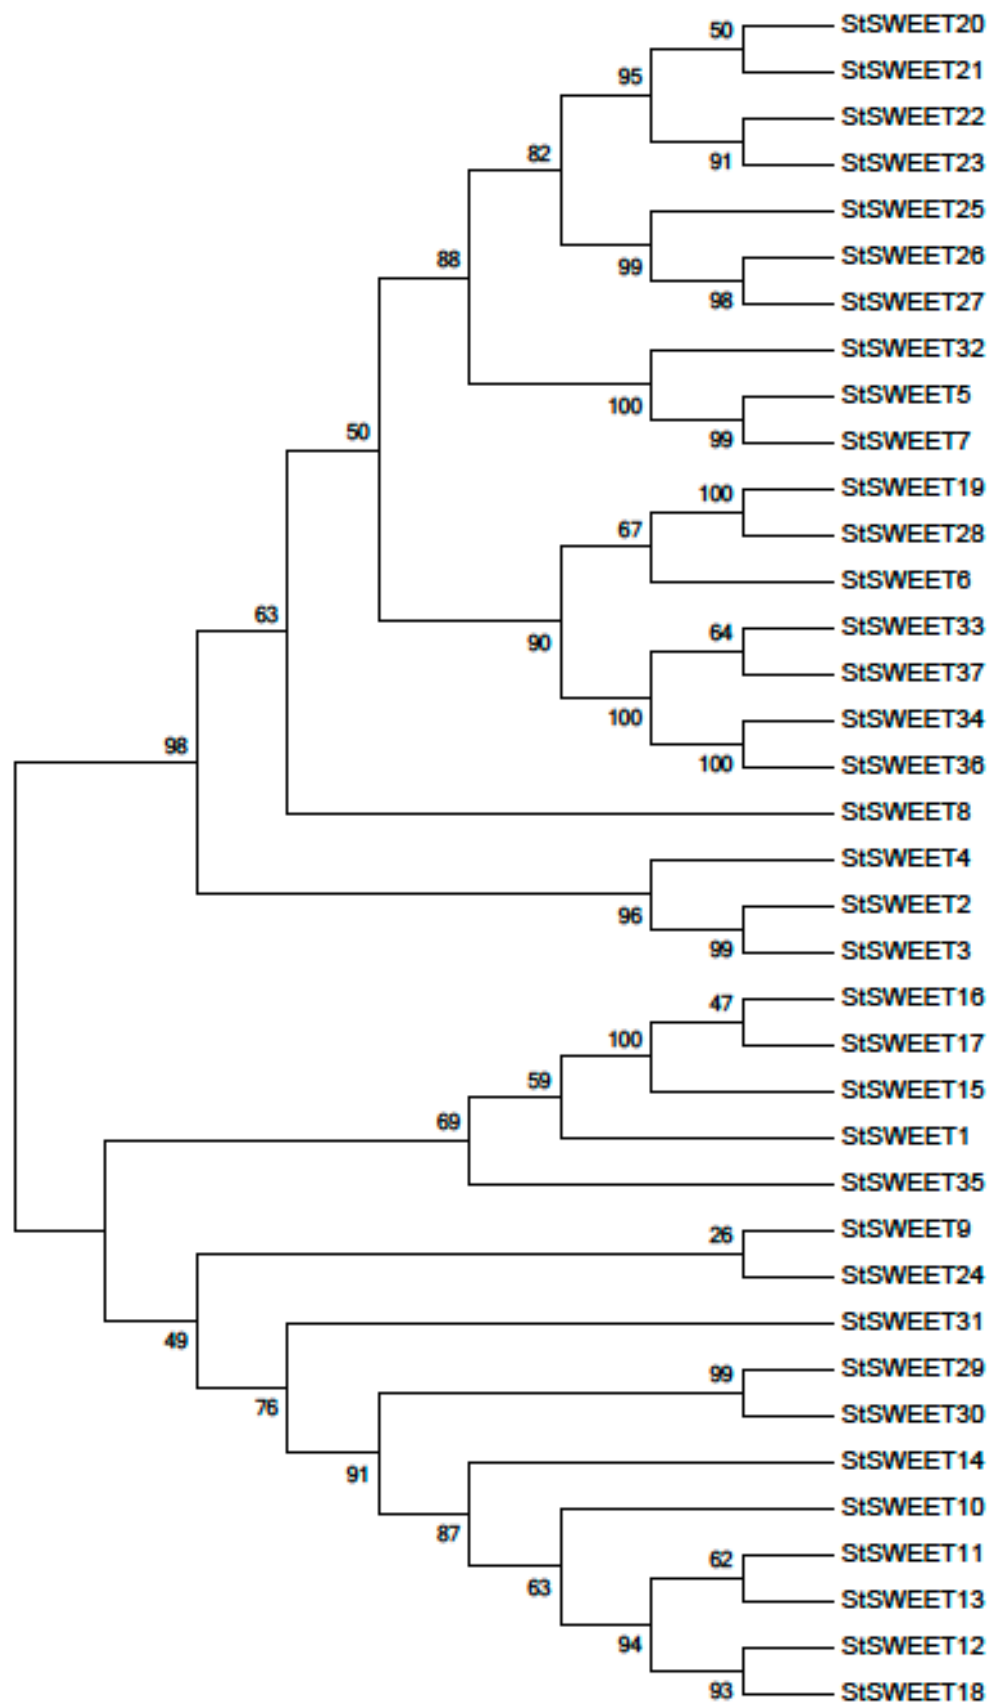 StSWEET20
50
StSWEET21
95
StSWEET22
91
StSWEET23
82
StSWEET25
99
StSWEET26
98
StSWEET27
88
StSWEET32
100
StSWEET5
99
StSWEET7
50
StSWEET19
100
StSWEET28
67
StSWEET6
90
StSWEET33
64
StSWEET37
100
StSWEET34
100
StSWEET36
63
StSWEET8
98
StSWEET4
96
StSWEET2
99
StSWEET3
StSWEET16
47
StSWEET17
100
StSWEET15
59
StSWEET1
69
StSWEET35
StSWEET9
26
StSWEET24
49
StSWEET31
76
StSWEET29
99
StSWEET30
91
StSWEET14
87
StSWEET10
63
StSWEET11
62
StSWEET13
94
StSWEET12
93
StSWEET18